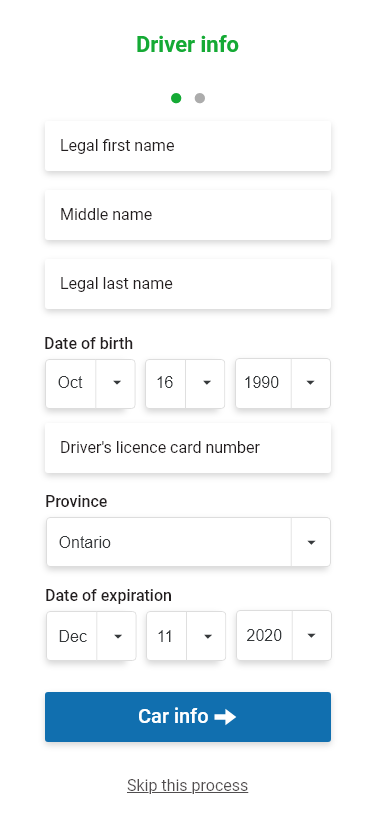 Driver info
Legal first name
Middle name
Legal last name
Date of birth
Oct 16 1990
Driver's licence card number
Province
Ontario
Date of expiration
Dec 11 2020
Car info
Skip this process